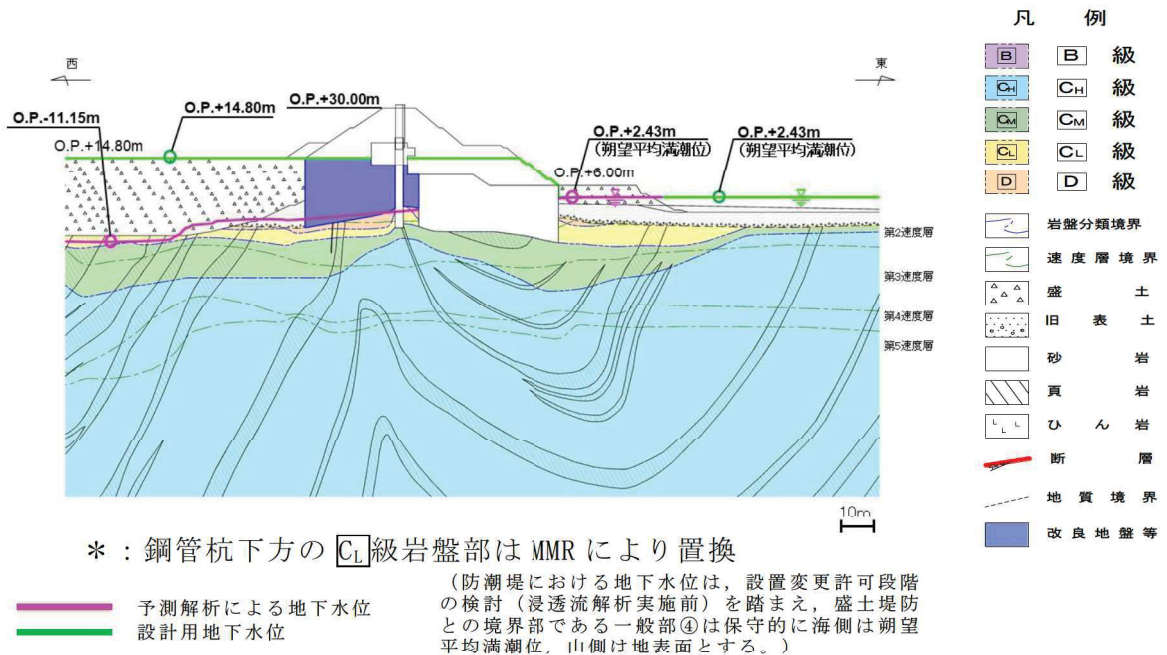 西
東
O.P.-11.15m
O.P.+14.80m
O.P.+14.80m
O.P.+30.00m
O.P.+2.43m
(朔望平均満潮位)
O.P.+6.00m
O.P.+2.43m
(朔望平均満潮位)
第2速度層
第3速度層
第4速度層
第5速度層
10m
凡 例
B B 級
CH CH 級
CM CM 級
CL CL 級
D D 級
岩盤分類境界
速度層境界
盛土
旧表土
砂岩
頁岩
ひん岩
断層
地質境界
改良地盤等
*:鋼管杭下方のCL級岩盤部はMMRにより置換
予測解析による地下水位
設計用地下水位
(防潮堤における地下水位は,設置変更許可段階
の検討(浸透流解析実施前)を踏まえ,盛土堤防
との境界部である一般部④は保守的に海側は朔望
平均満潮位,山側は地表面とする。)